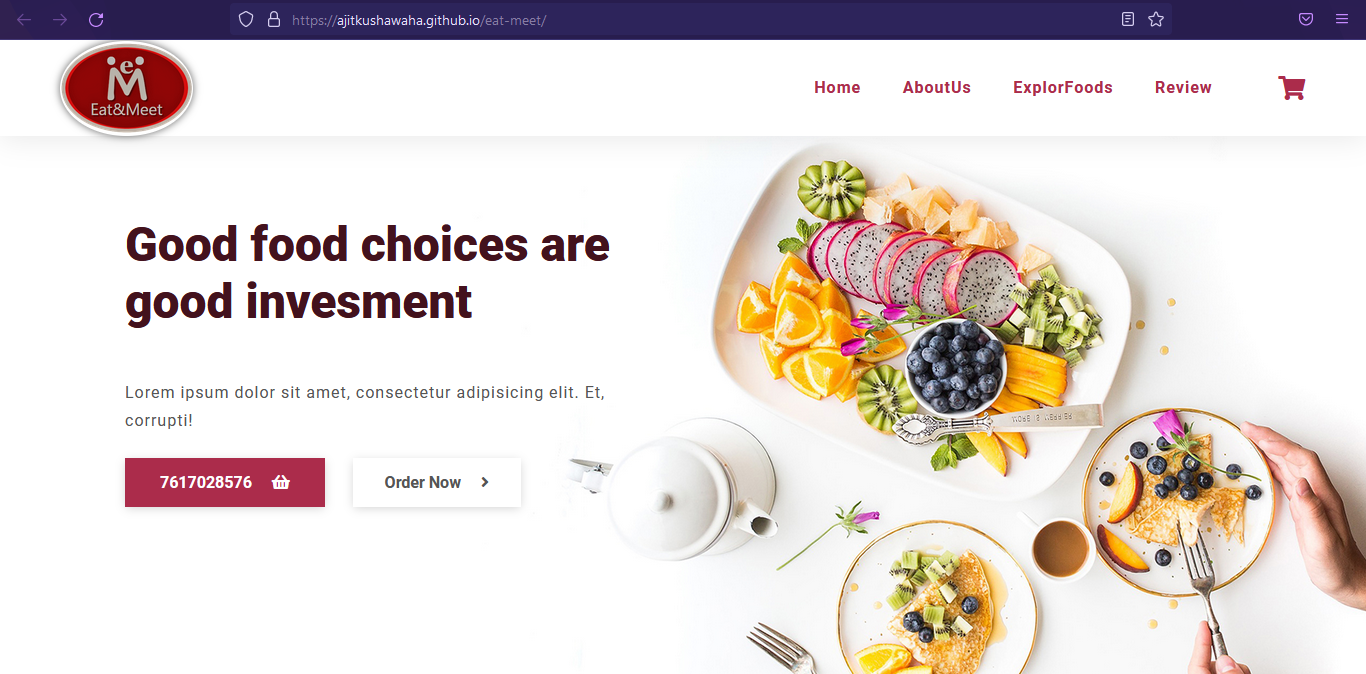 https://ajitkushawaha.github.io/eat-meet/
eM
Eat&Meet
Home AboutUs ExplorFoods Review
Good food choices are
good invesment
Lorem ipsum dolor sit amet, consectetur adipisicing elit. Et,
corrupti!
7617028576
Order Now